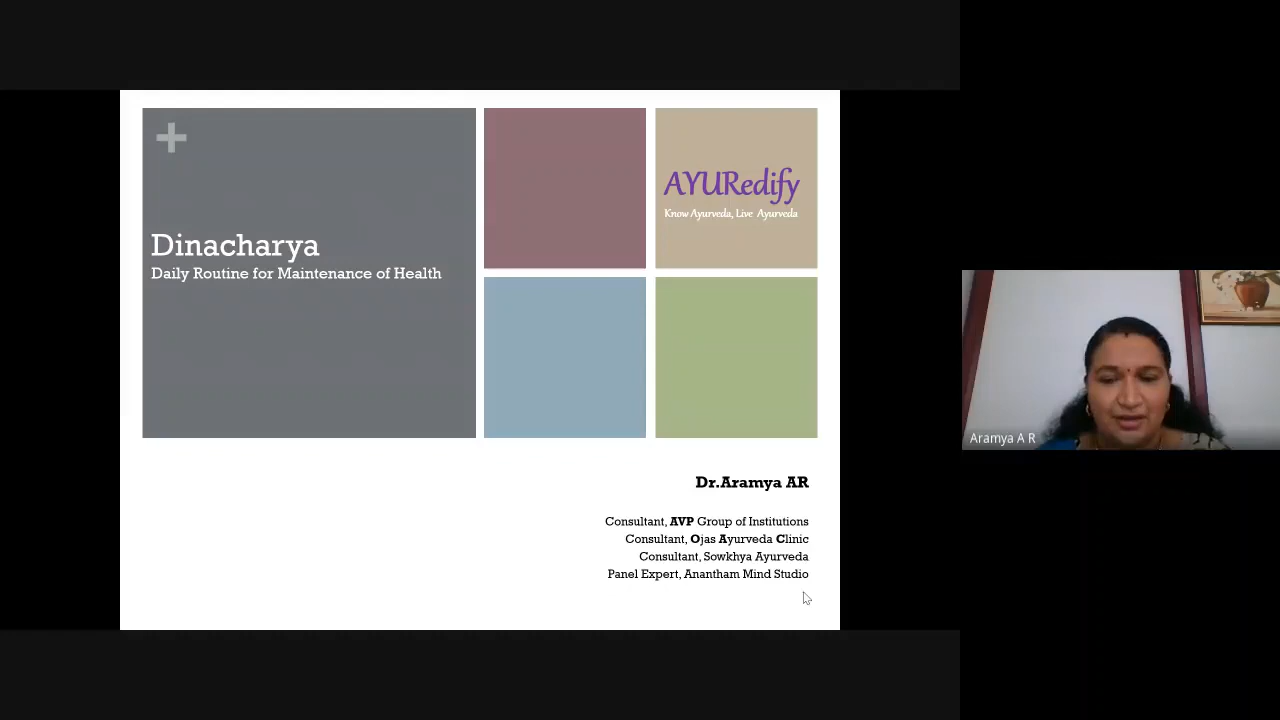 Dinacharya
Daily Routine for Maintenance of Health
AYURedify
Know Ayurveda, Live Ayurveda
Dr.Aramya AR
Consultant, AVP Group of Institutions
Consultant, Ojas Ayurveda Clinic
Consultant, Sowkhya Ayurveda
Panel Expert, Anantham Mind Studio
Aramya A R